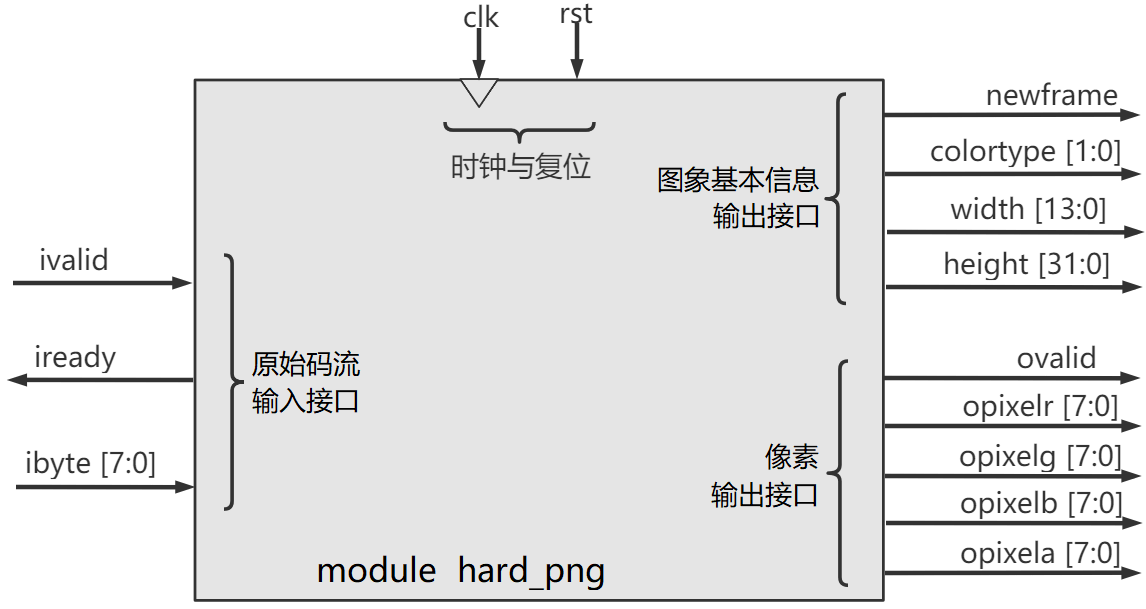 clk
rst
时钟与复位
newframe
colortype [1:0]
width [13:0]
height [31:0]
图象基本信息
输出接口
ivalid
iready
ibyte [7:0]
原始码流
输入接口
ovalid
opixelr [7:0]
opixelg [7:0]
opixelb [7:0]
opixela [7:0]
像素
输出接口
module hard_png